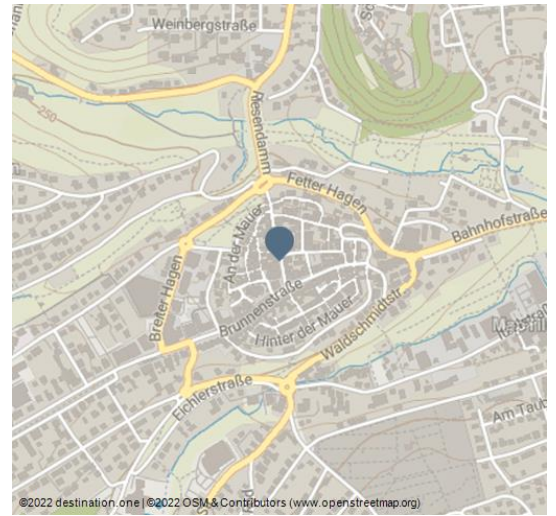 Weinbergstraße
250
Riesendamm
Fetter Hagen
An der Mauer
Bahnhofstraße
Breiter Hagen
Brunnenstraße
Hinter der Mauer
Waldschmidtstr
Eichlerstraße
Am Taub
©2022 destination.one | ©2022 OSM & Contributors (www.openstreetmap.org)